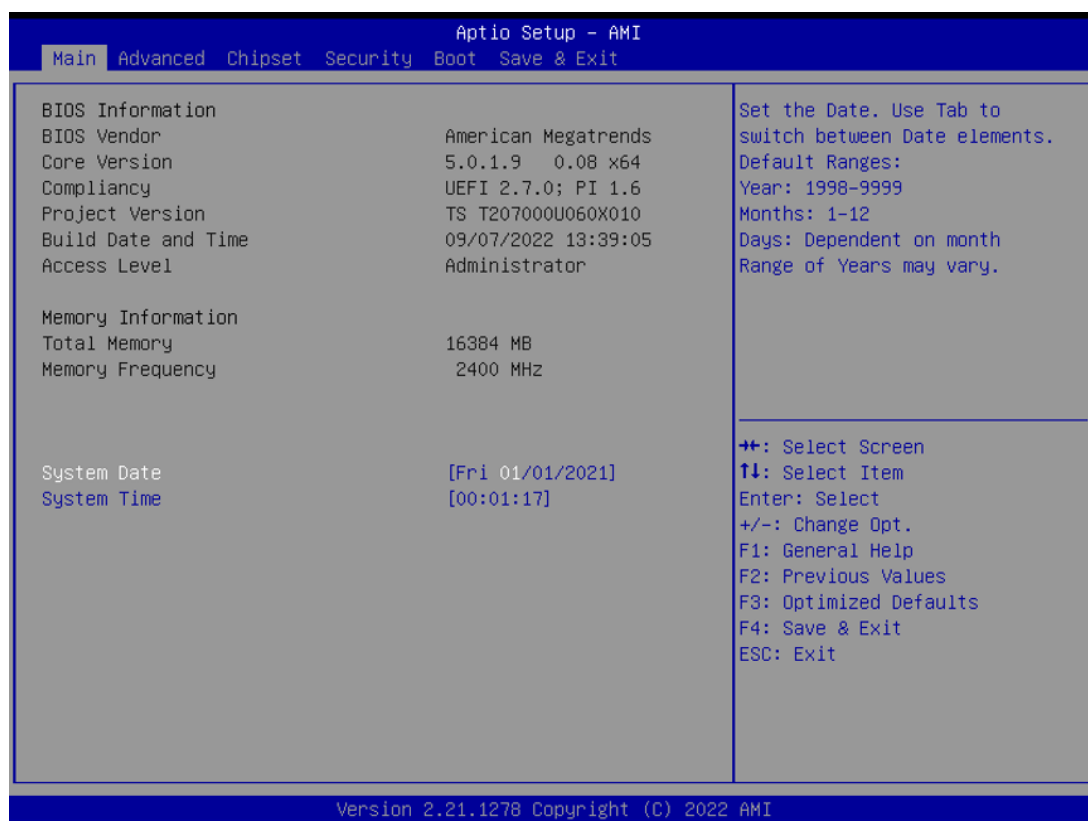 Aptio Setup – AMI
Main Advanced Chipset Security Boot Save & Exit
BIOS Information
BIOS Vendor American Megatrends
Core Version 5.0.1.9 0.08 x64
Compliancy UEFI 2.7.0; PI 1.6
Project Version TS T207000U060X010
Build Date and Time 09/07/2022 13:39:05
Access Level Administrator
Memory Information
Total Memory 16384 MB
Memory Frequency 2400 MHz
System Date [Fri 01/01/2021]
System Time [00:01:17]
Set the Date. Use Tab to
switch between Date elements.
Default Ranges:
Year: 1998-9999
Months: 1-12
Days: Dependent on month
Range of Years may vary.
→←: Select Screen
↑↓: Select Item
Enter: Select
+/-: Change Opt.
F1: General Help
F2: Previous Values
F3: Optimized Defaults
F4: Save & Exit
ESC: Exit
Version 2.21.1278 Copyright (C) 2022 AMI